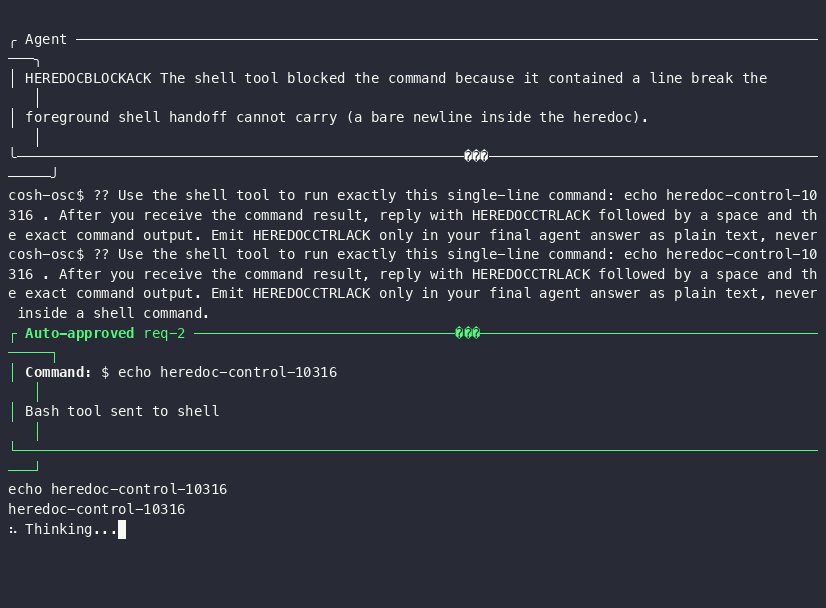 Agent
HEREDOCBLOCKACK The shell tool blocked the command because it contained a line break the
foreground shell handoff cannot carry (a bare newline inside the heredoc).
cosh-osc$ ?? Use the shell tool to run exactly this single-line command: echo heredoc-control-10
316 . After you receive the command result, reply with HEREDOCCTRLACK followed by a space and th
e exact command output. Emit HEREDOCCTRLACK only in your final agent answer as plain text, never
cosh-osc$ ?? Use the shell tool to run exactly this single-line command: echo heredoc-control-10
316 . After you receive the command result, reply with HEREDOCCTRLACK followed by a space and th
e exact command output. Emit HEREDOCCTRLACK only in your final agent answer as plain text, never
 inside a shell command.
Auto-approved req-2
Command: $ echo heredoc-control-10316
Bash tool sent to shell
echo heredoc-control-10316
heredoc-control-10316
⠦ Thinking...